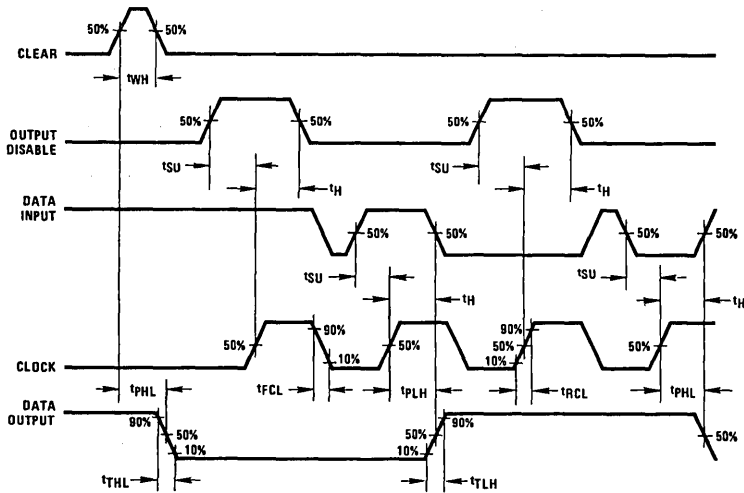 50% 50%
CLEAR
tWH
50% 50% 50% 50%
OUTPUT
DISABLE
tSU tSU
tH tH
DATA
INPUT
50% 50% 50% 50%
tSU tSU
tH tH
90% 90%
50% 50% 50% 50%
10% 10%
CLOCK
tPHL tFCL tPLH tRCL tPHL
DATA
OUTPUT
90% 90%
50% 50% 50%
10% 10%
tTHL tTLH